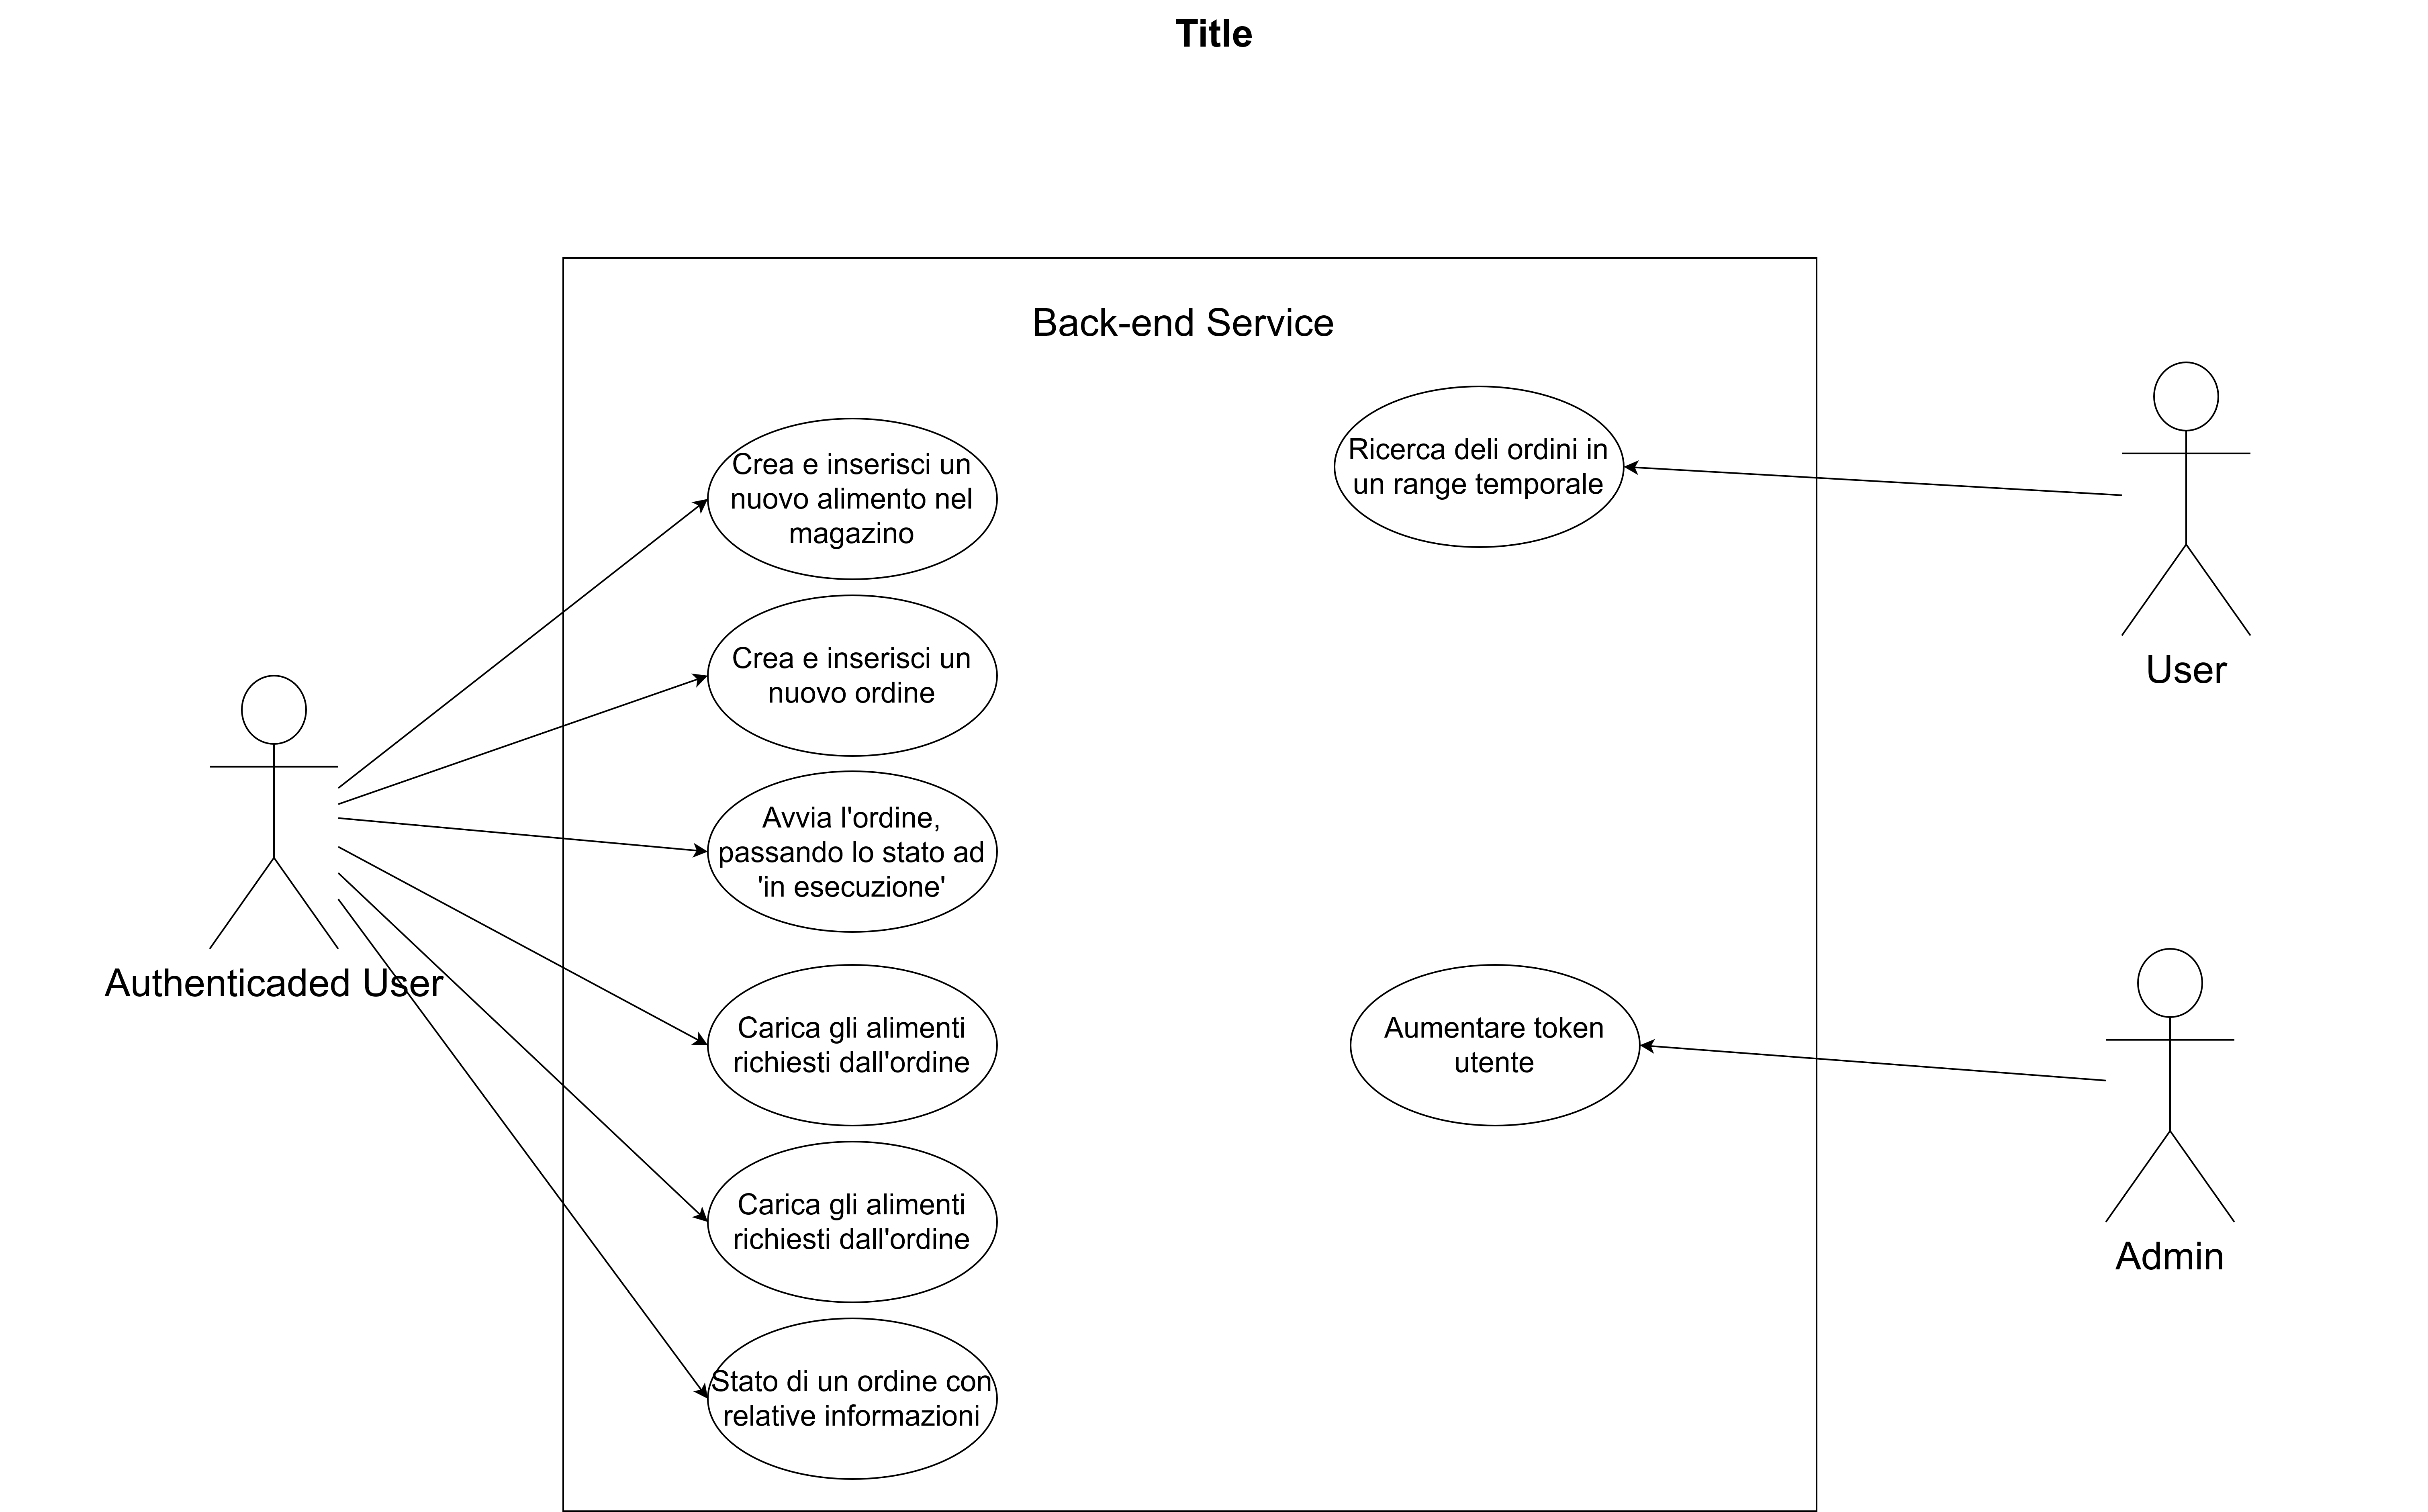 Title
Back-end Service
Crea e inserisci un
nuovo alimento nel
magazino
Crea e inserisci un
nuovo ordine
Avvia l'ordine,
passando lo stato ad
'in esecuzione'
Carica gli alimenti
richiesti dall'ordine
Carica gli alimenti
richiesti dall'ordine
Stato di un ordine con
relative informazioni
Authenticaded User
Ricerca deli ordini in
un range temporale
User
Aumentare token
utente
Admin